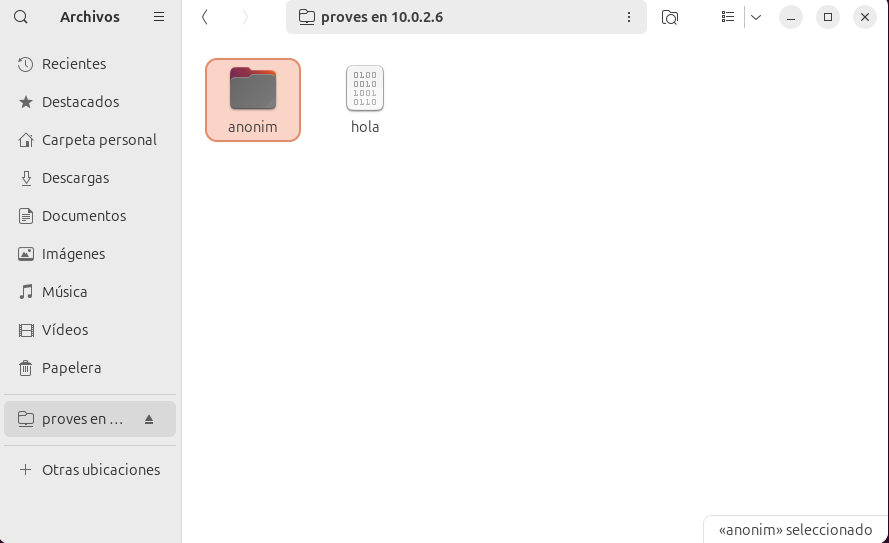 Archivos
proves en 10.0.2.6
Recientes
Destacados
Carpeta personal
Descargas
Documentos
Imágenes
Música
Vídeos
Papelera
proves en …
Otras ubicaciones
anonim
0100
0010
1001
0110
hola
«anonim» seleccionado